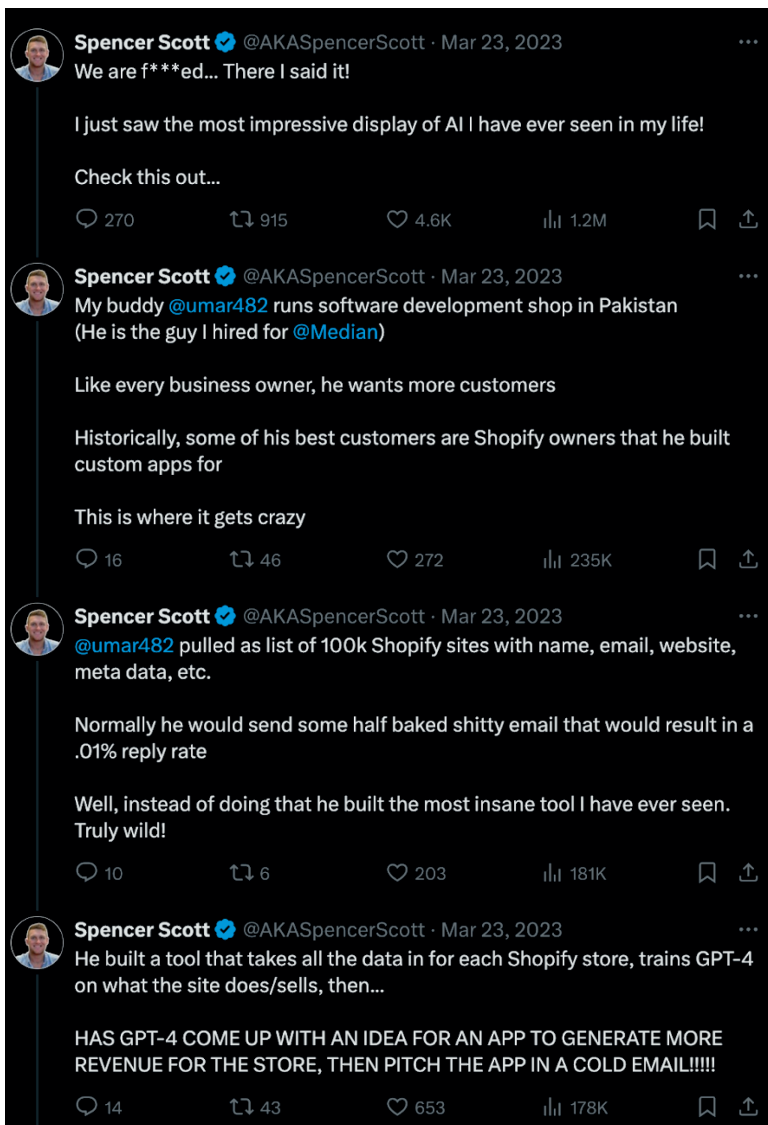 Spencer Scott @AKASpencerScott · Mar 23, 2023
We are f***ed... There I said it!
I just saw the most impressive display of AI I have ever seen in my life!
Check this out...
270 915 4.6K 1.2M
Spencer Scott @AKASpencerScott · Mar 23, 2023
My buddy @umar482 runs software development shop in Pakistan
(He is the guy I hired for @Median)
Like every business owner, he wants more customers
Historically, some of his best customers are Shopify owners that he built
custom apps for
This is where it gets crazy
16 46 272 235K
Spencer Scott @AKASpencerScott · Mar 23, 2023
@umar482 pulled as list of 100k Shopify sites with name, email, website,
meta data, etc.
Normally he would send some half baked shitty email that would result in a
.01% reply rate
Well, instead of doing that he built the most insane tool I have ever seen.
Truly wild!
10 6 203 181K
Spencer Scott @AKASpencerScott · Mar 23, 2023
He built a tool that takes all the data in for each Shopify store, trains GPT-4
on what the site does/sells, then...
HAS GPT-4 COME UP WITH AN IDEA FOR AN APP TO GENERATE MORE
REVENUE FOR THE STORE, THEN PITCH THE APP IN A COLD EMAIL!!!!!
14 43 653 178K